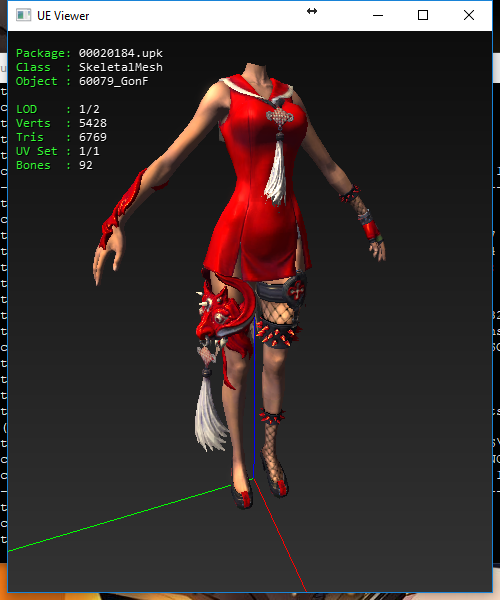 UE Viewer
Package: 00020184.upk
Class : SkeletalMesh
Object : 60079_GonF
LOD : 1/2
Verts : 5428
Tris : 6769
UV Set : 1/1
Bones : 92